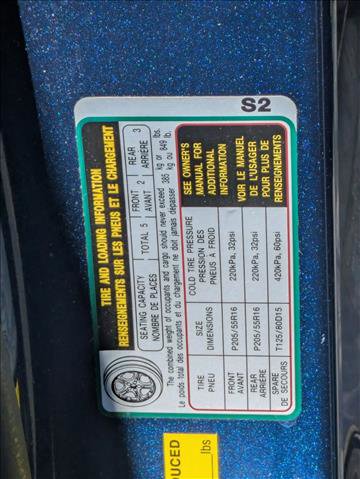 TIRE AND LOADING INFORMATION
RENSEIGNEMENTS SUR LES PNEUS ET LE CHARGEMENT
SEATING CAPACITY TOTAL 5 FRONT 2 REAR 3
NOMBRE DE PLACES AVANT ARRIÈRE
The combined weight of occupants and cargo should never exceed 385 kg or 849 lbs.
Le poids total des occupants et du chargement ne doit jamais dépasser kg ou lb.
TIRE SIZE COLD TIRE PRESSURE
PNEU DIMENSIONS PRESSION DES PNEUS À FROID
FRONT P205/55R16 220kPa, 32psi
AVANT
REAR P205/55R16 220kPa, 32psi
ARRIÈRE
SPARE T125/80D15 420kPa, 60psi
DE SECOURS
SEE OWNER'S
MANUAL FOR
ADDITIONAL
INFORMATION
VOIR LE MANUEL
DE L'USAGER
POUR PLUS DE
RENSEIGNEMENTS
S2
DUCED
lbs